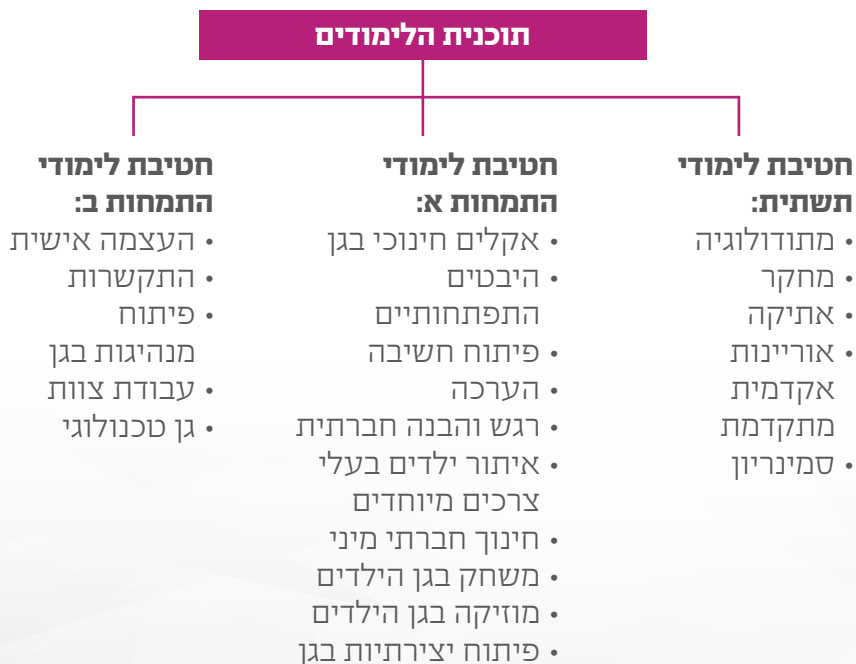 תוכנית הלימודים
חטיבת לימודי
תשתית:
• מתודולוגיה
• מחקר
• אתיקה
• אוריינות
אקדמית
מתקדמת
• סמינריון
חטיבת לימודי
התמחות א:
• אקלים חינוכי בגן
• היבטים
התפתחותיים
• פיתוח חשיבה
• הערכה
• רגש והבנה חברתית
• איתור ילדים בעלי
צרכים מיוחדים
• חינוך חברתי מיני
• משחק בגן הילדים
• מוזיקה בגן הילדים
• פיתוח יצירתיות בגן
חטיבת לימודי
התמחות ב:
• העצמה אישית
• התקשרות
• פיתוח
מנהיגות בגן
• עבודת צוות
• גן טכנולוגי